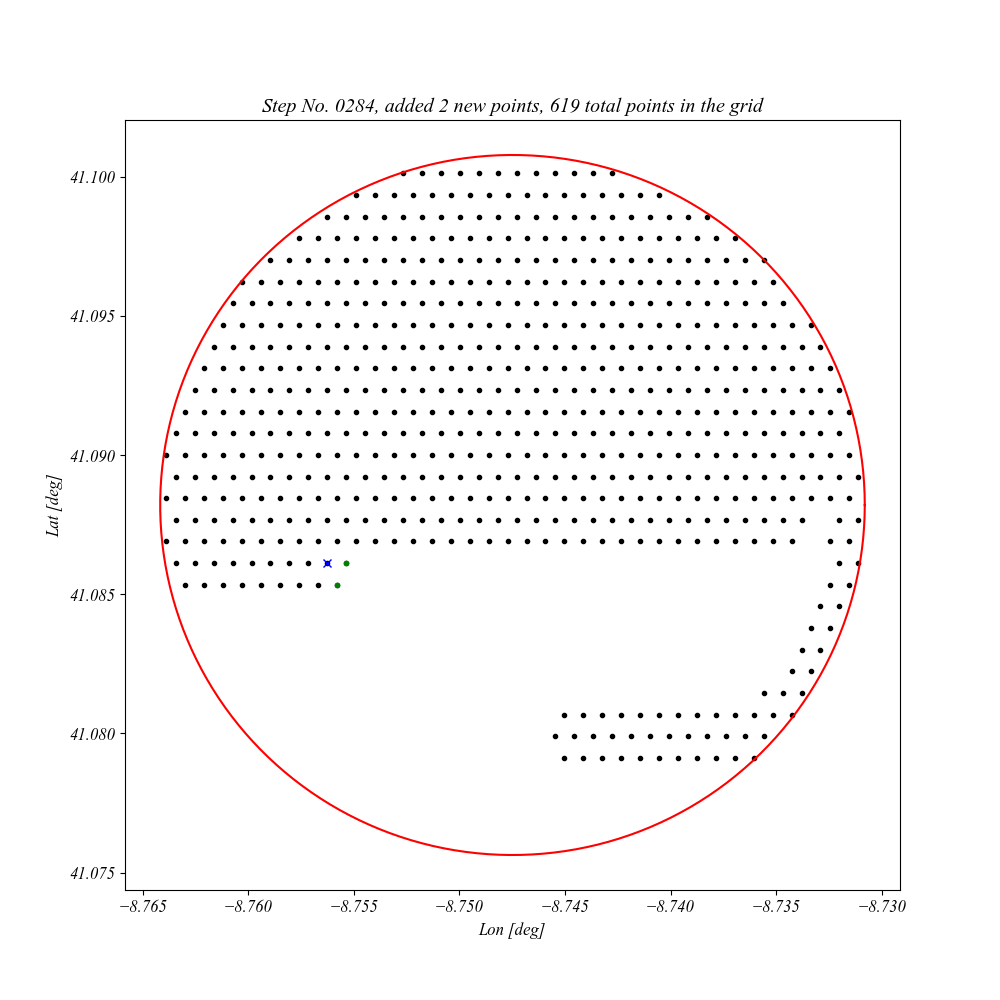 Step No. 0284, added 2 new points, 619 total points in the grid
41.100
41.095
41.090
41.085
41.080
41.075
Lat [deg]
−8.765 −8.760 −8.755 −8.750 −8.745 −8.740 −8.735 −8.730
Lon [deg]